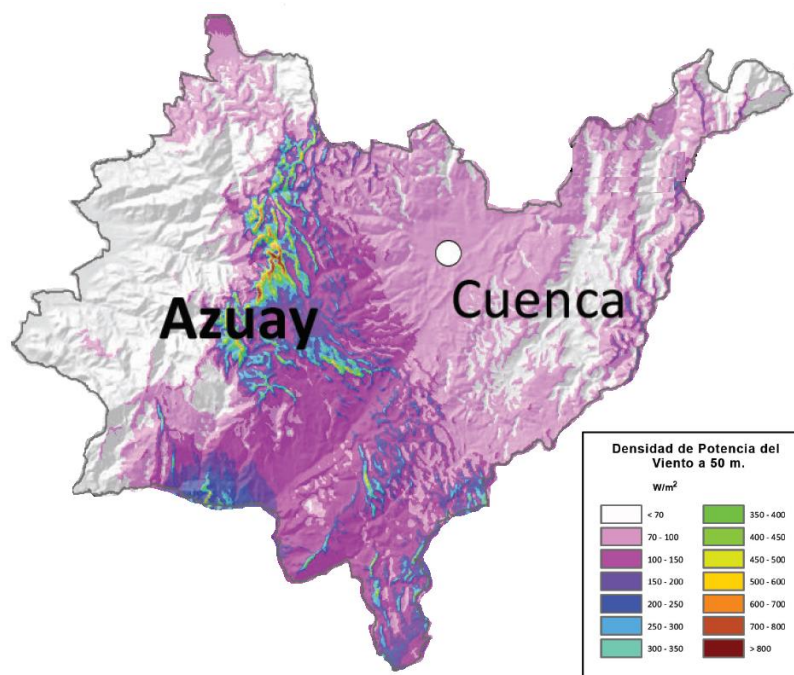 Azuay
Cuenca
Densidad de Potencia del
Viento a 50 m.
W/m²
< 70
70 - 100
100 - 150
150 - 200
200 - 250
250 - 300
300 - 350
350 - 400
400 - 450
450 - 500
500 - 600
600 - 700
700 - 800
> 800